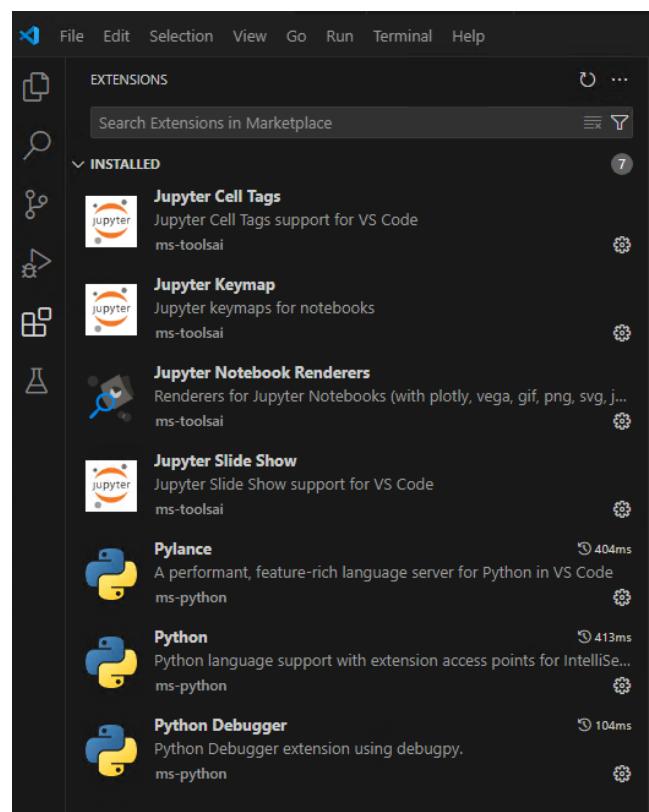 File Edit Selection View Go Run Terminal Help
EXTENSIONS
Search Extensions in Marketplace
INSTALLED 7
Jupyter Cell Tags
jupyter
Jupyter Cell Tags support for VS Code
ms-toolsai
Jupyter Keymap
jupyter
Jupyter keymaps for notebooks
ms-toolsai
Jupyter Notebook Renderers
Renderers for Jupyter Notebooks (with plotly, vega, gif, png, svg, j...
ms-toolsai
Jupyter Slide Show
jupyter
Jupyter Slide Show support for VS Code
ms-toolsai
Pylance 404ms
A performant, feature-rich language server for Python in VS Code
ms-python
Python 413ms
Python language support with extension access points for IntelliSe...
ms-python
Python Debugger 104ms
Python Debugger extension using debugpy.
ms-python